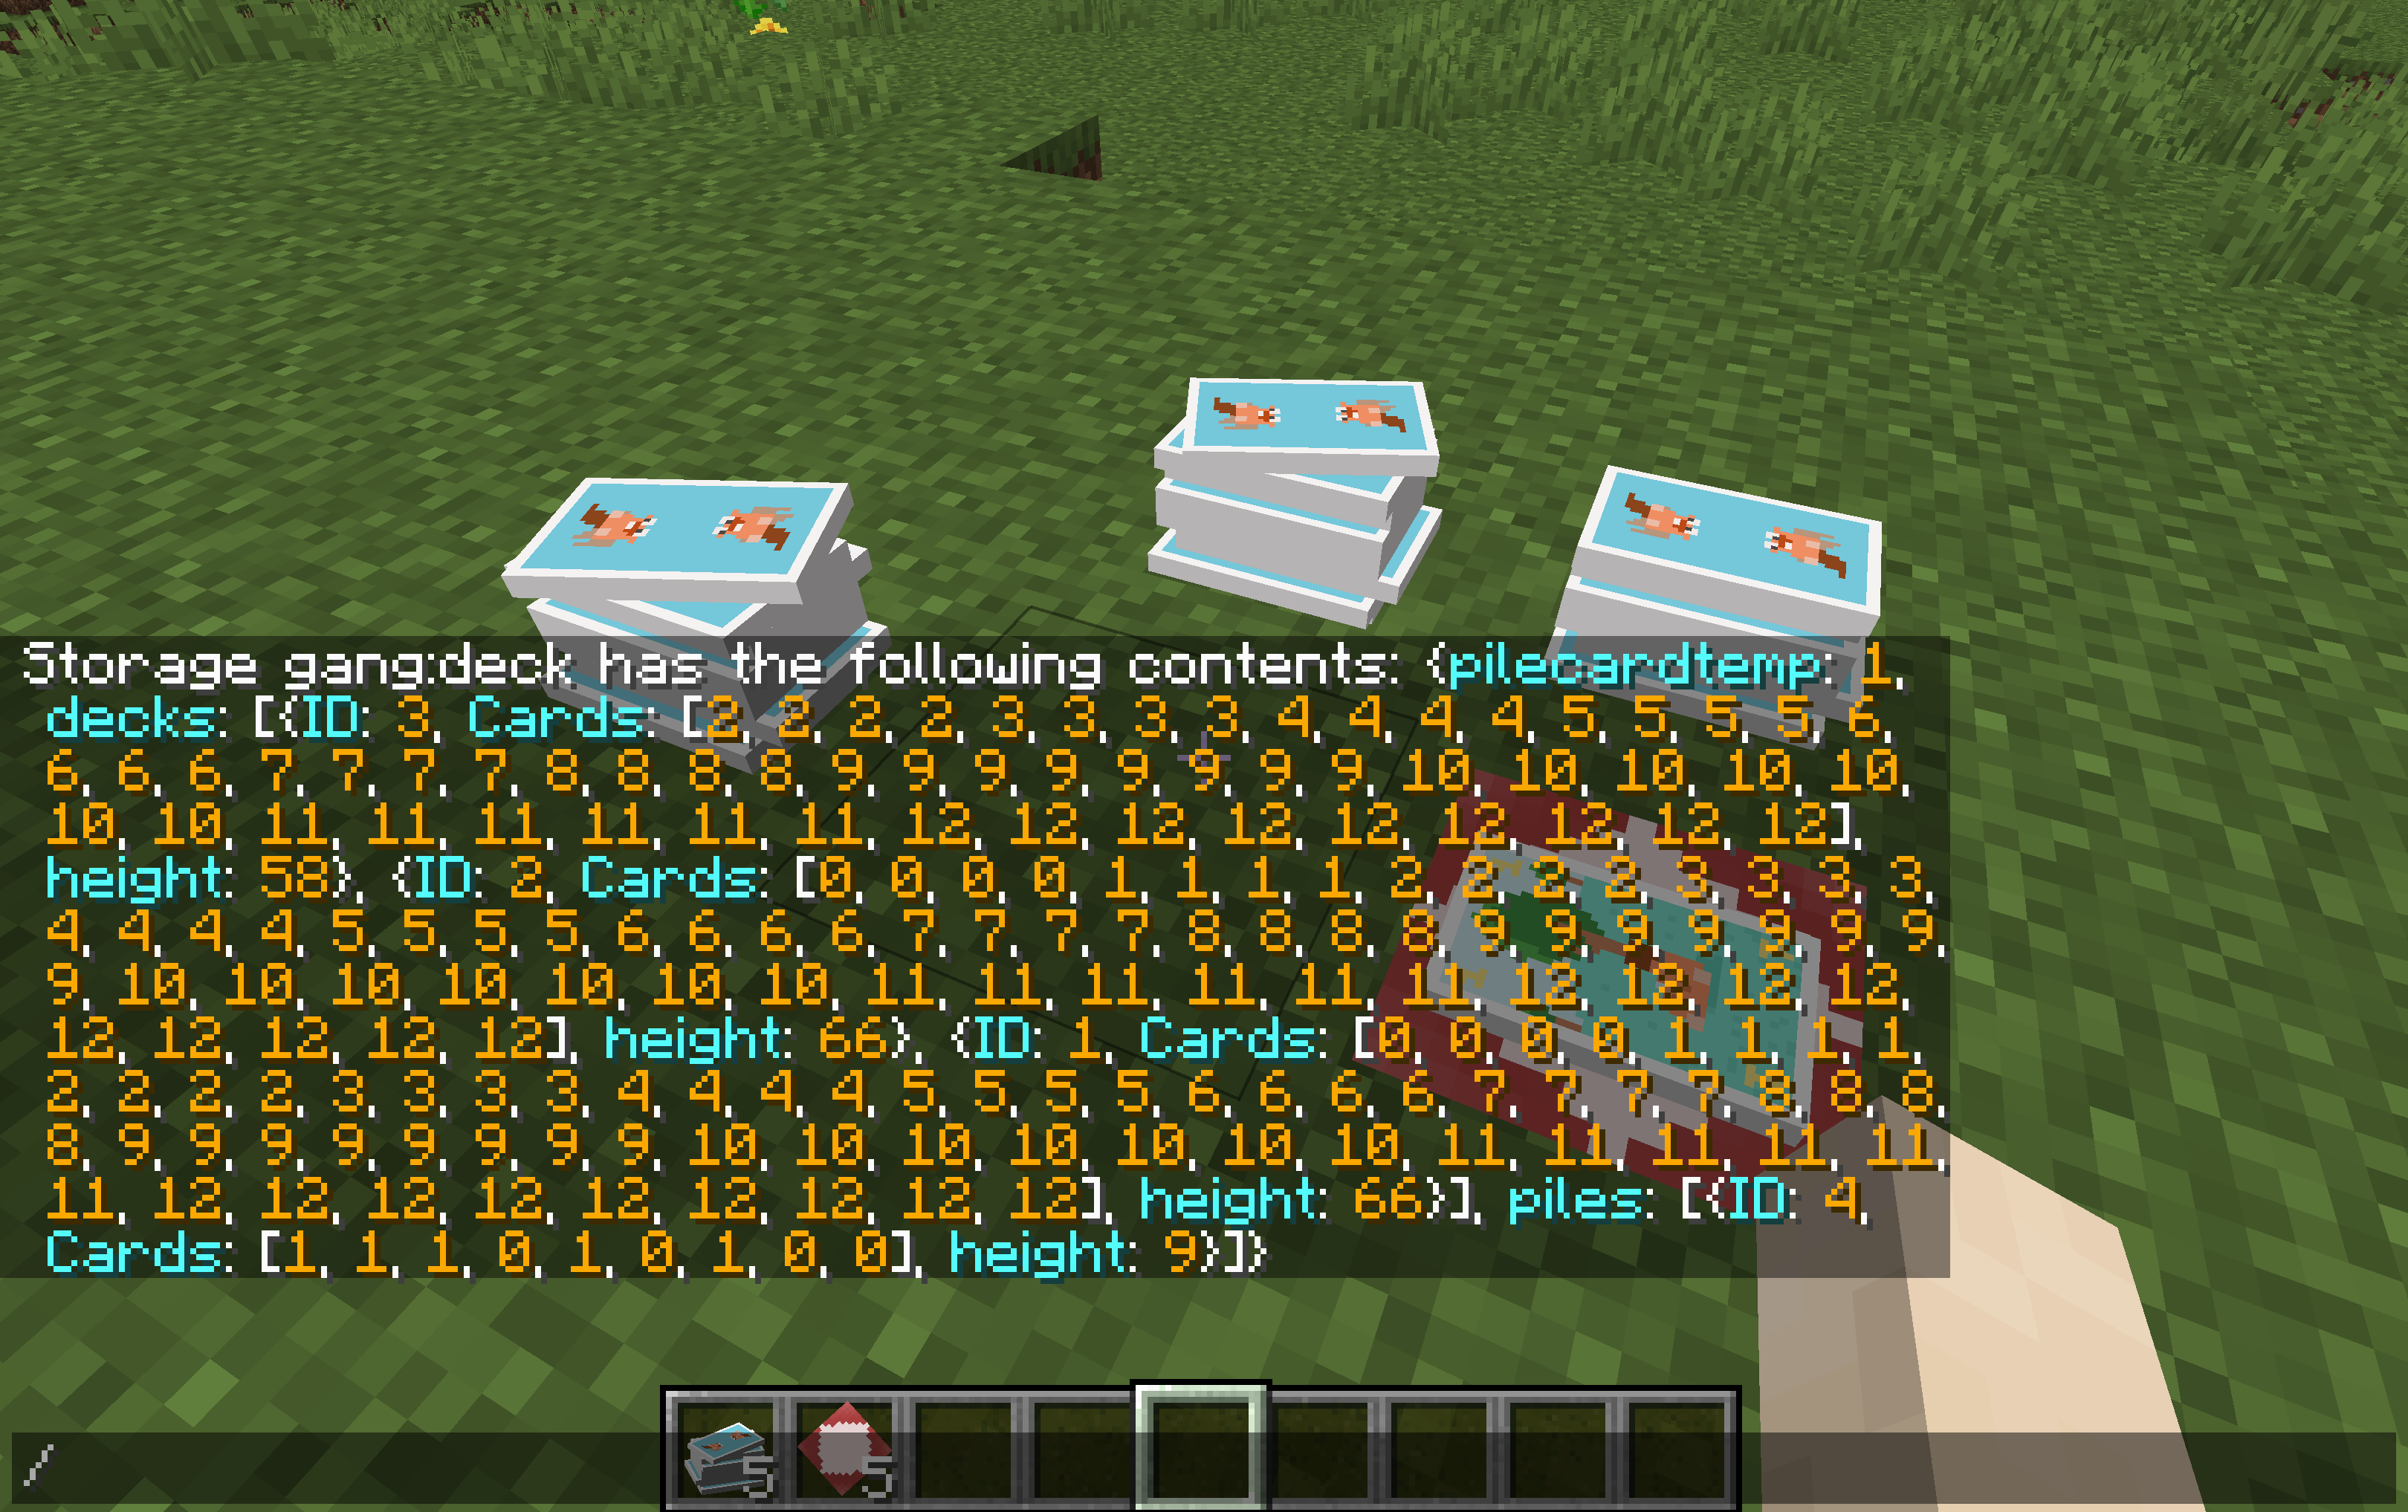 Storage gang:deck has the following contents: {pilecardtemp: 1,
decks: [{ID: 3, Cards: [2, 2, 2, 2, 3, 3, 3, 3, 4, 4, 4, 4, 5, 5, 5, 5, 6,
6, 6, 6, 7, 7, 7, 7, 8, 8, 8, 8, 9, 9, 9, 9, 9, 9, 9, 9, 10, 10, 10, 10, 10,
10, 10, 11, 11, 11, 11, 11, 11, 12, 12, 12, 12, 12, 12, 12, 12, 12],
height: 58}, {ID: 2, Cards: [0, 0, 0, 0, 1, 1, 1, 1, 2, 2, 2, 2, 3, 3, 3, 3,
4, 4, 4, 4, 5, 5, 5, 5, 6, 6, 6, 6, 7, 7, 7, 7, 8, 8, 8, 8, 9, 9, 9, 9, 9, 9, 9,
9, 10, 10, 10, 10, 10, 10, 10, 11, 11, 11, 11, 11, 11, 12, 12, 12, 12,
12, 12, 12, 12, 12], height: 66}, {ID: 1, Cards: [0, 0, 0, 0, 1, 1, 1, 1,
2, 2, 2, 2, 3, 3, 3, 3, 4, 4, 4, 4, 5, 5, 5, 5, 6, 6, 6, 6, 7, 7, 7, 7, 8, 8, 8,
8, 9, 9, 9, 9, 9, 9, 9, 9, 10, 10, 10, 10, 10, 10, 10, 11, 11, 11, 11, 11,
11, 12, 12, 12, 12, 12, 12, 12, 12, 12], height: 66}], piles: [{ID: 4,
Cards: [1, 1, 1, 0, 1, 0, 1, 0, 0], height: 9}]}
5 5
/